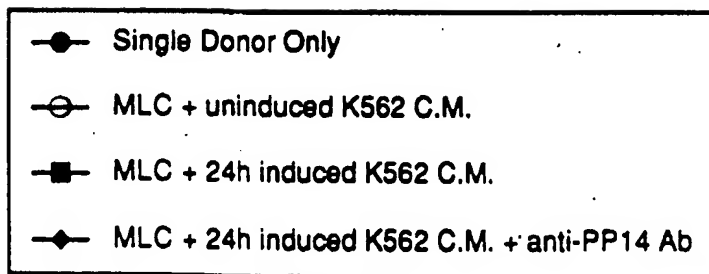 Single Donor Only
MLC + uninduced K562 C.M.
MLC + 24h induced K562 C.M.
MLC + 24h induced K562 C.M. + anti-PP14 Ab